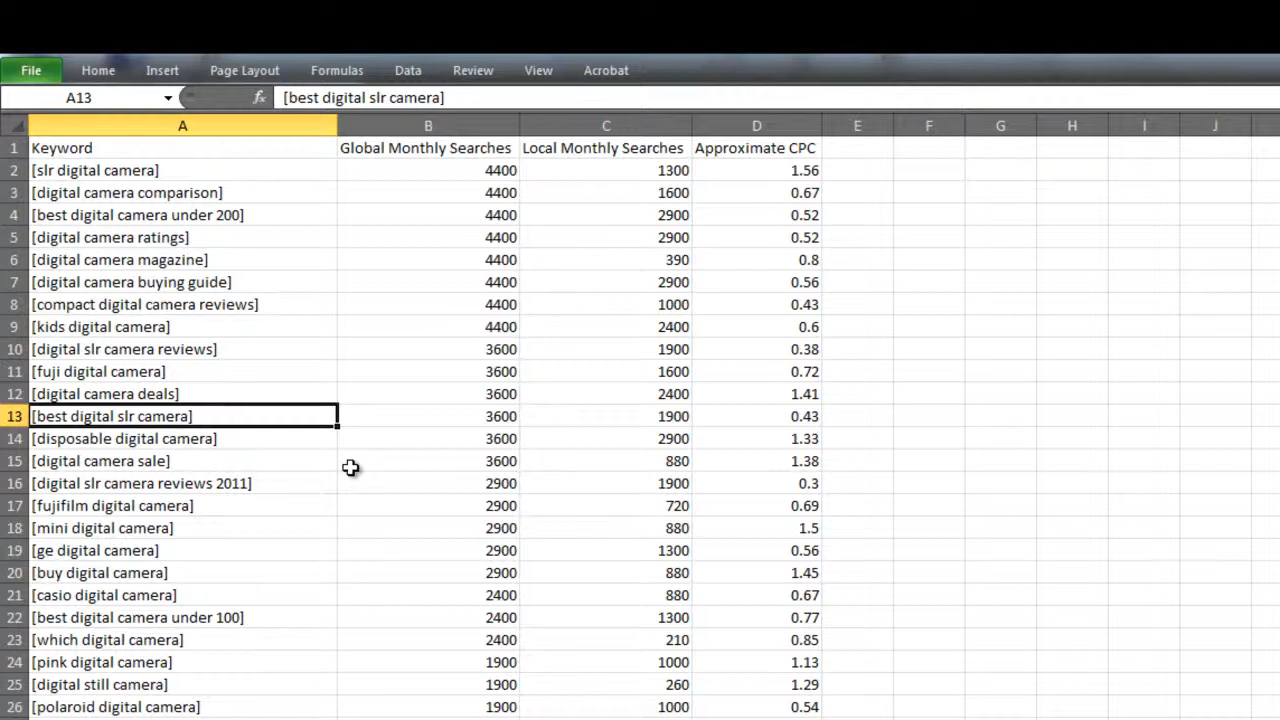 File Home Insert Page Layout Formulas Data Review View Acrobat
A13 fx [best digital slr camera]
A B C D E F G H I J
1 Keyword Global Monthly Searches Local Monthly Searches Approximate CPC
2 [slr digital camera] 4400 1300 1.56
3 [digital camera comparison] 4400 1600 0.67
4 [best digital camera under 200] 4400 2900 0.52
5 [digital camera ratings] 4400 2900 0.52
6 [digital camera magazine] 4400 390 0.8
7 [digital camera buying guide] 4400 2900 0.56
8 [compact digital camera reviews] 4400 1000 0.43
9 [kids digital camera] 4400 2400 0.6
10 [digital slr camera reviews] 3600 1900 0.38
11 [fuji digital camera] 3600 1600 0.72
12 [digital camera deals] 3600 2400 1.41
13 [best digital slr camera] 3600 1900 0.43
14 [disposable digital camera] 3600 2900 1.33
15 [digital camera sale] 3600 880 1.38
16 [digital slr camera reviews 2011] 2900 1900 0.3
17 [fujifilm digital camera] 2900 720 0.69
18 [mini digital camera] 2900 880 1.5
19 [ge digital camera] 2900 1300 0.56
20 [buy digital camera] 2900 880 1.45
21 [casio digital camera] 2400 880 0.67
22 [best digital camera under 100] 2400 1300 0.77
23 [which digital camera] 2400 210 0.85
24 [pink digital camera] 1900 1000 1.13
25 [digital still camera] 1900 260 1.29
26 [polaroid digital camera] 1900 1000 0.54